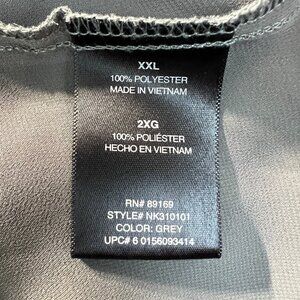 XXL
100% POLYESTER
MADE IN VIETNAM
2XG
100% POLIÉSTER
HECHO EN VIETNAM
RN# 89169
STYLE# NK310101
COLOR: GREY
UPC# 6 0156093414